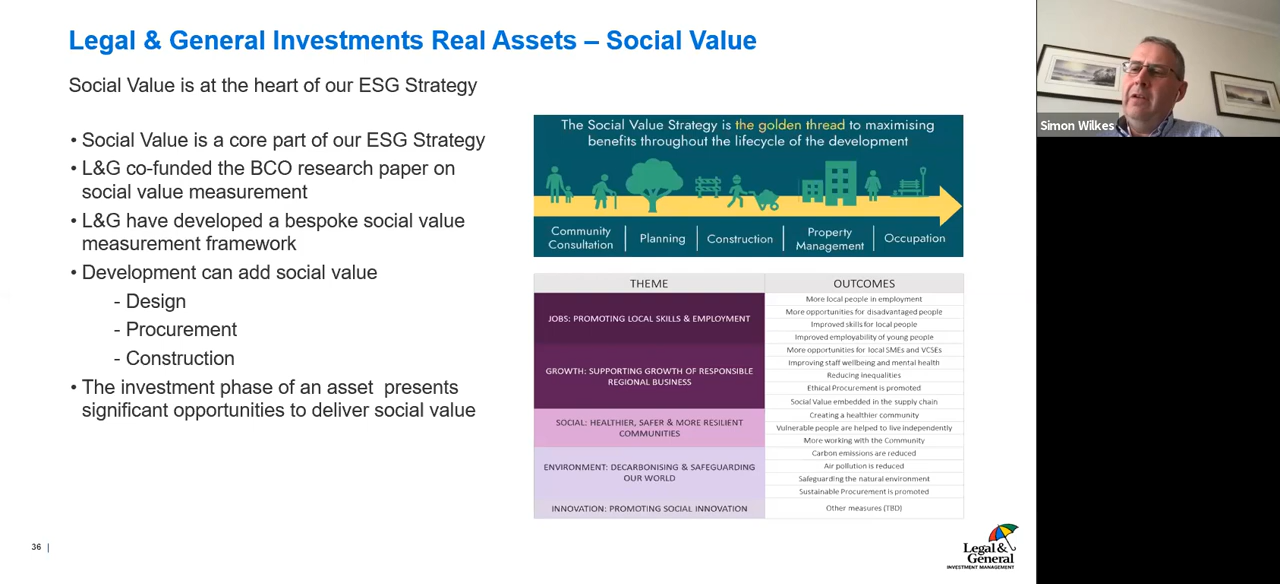 Legal & General Investments Real Assets – Social Value
Social Value is at the heart of our ESG Strategy
• Social Value is a core part of our ESG Strategy
• L&G co-funded the BCO research paper on
social value measurement
• L&G have developed a bespoke social value
measurement framework
• Development can add social value
- Design
- Procurement
- Construction
• The investment phase of an asset presents
significant opportunities to deliver social value
The Social Value Strategy is the golden thread to maximising
benefits throughout the lifecycle of the development
Community
Consultation
Planning
Construction
Property
Management
Occupation
THEME
OUTCOMES
JOBS: PROMOTING LOCAL SKILLS & EMPLOYMENT
More local people in employment
More opportunities for disadvantaged people
Improved skills for local people
Improved employability of young people
GROWTH: SUPPORTING GROWTH OF RESPONSIBLE
REGIONAL BUSINESS
More opportunities for local SMEs and VCSEs
Improving staff wellbeing and mental health
Reducing inequalities
Ethical Procurement is promoted
Social Value embedded in the supply chain
SOCIAL: HEALTHIER, SAFER & MORE RESILIENT
COMMUNITIES
Creating a healthier community
Vulnerable people are helped to live independently
More working with the Community
ENVIRONMENT: DECARBONISING & SAFEGUARDING
OUR WORLD
Carbon emissions are reduced
Air pollution is reduced
Safeguarding the natural environment
Sustainable Procurement is promoted
INNOVATION: PROMOTING SOCIAL INNOVATION
Other measures (TBD)
36 |
Legal &
General
INVESTMENT MANAGEMENT
Simon Wilkes